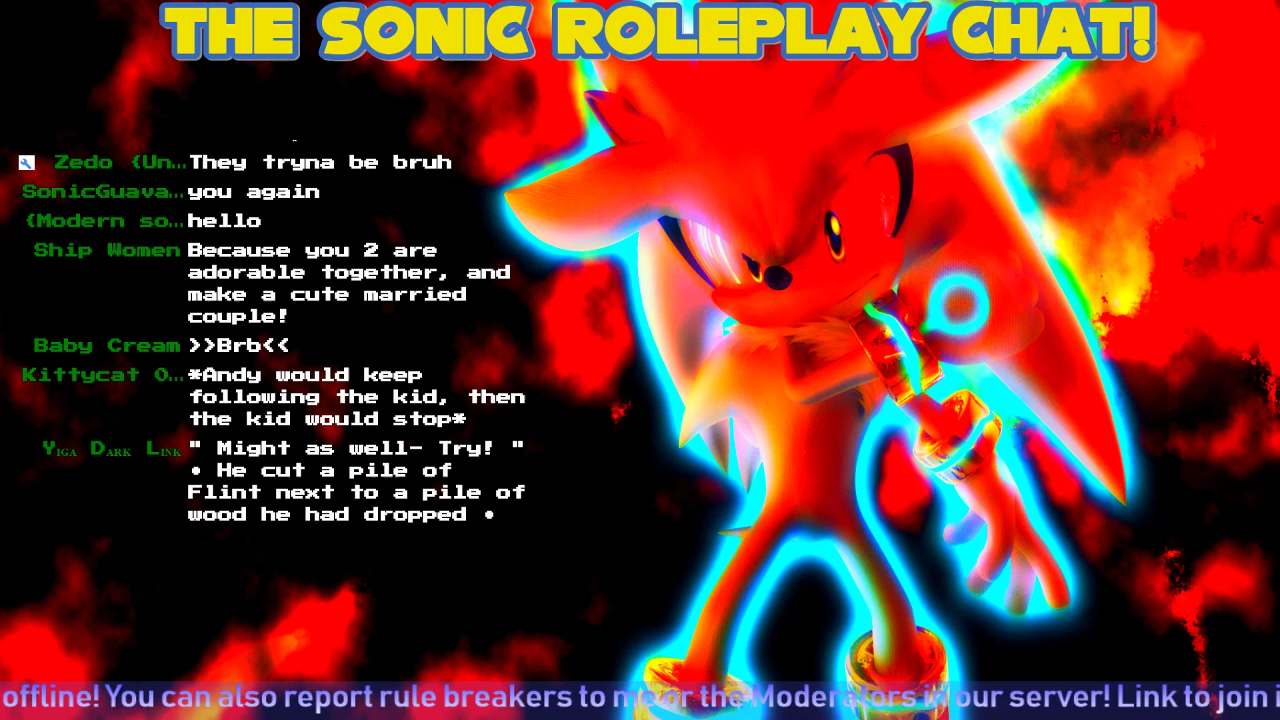 THE SONIC ROLEPLAY CHAT!
Zedo {Un... They tryna be bruh
SonicGuava... you again
{Modern so... hello
Ship Women Because you 2 are
adorable together, and
make a cute married
couple!
Baby Cream >>Brb<<
Kittycat O... *Andy would keep
following the kid, then
the kid would stop*
Yiga Dark Link " Might as well- Try! "
• He cut a pile of
Flint next to a pile of
wood he had dropped •
offline! You can also report rule breakers to me or the Moderators in our server! Link to join